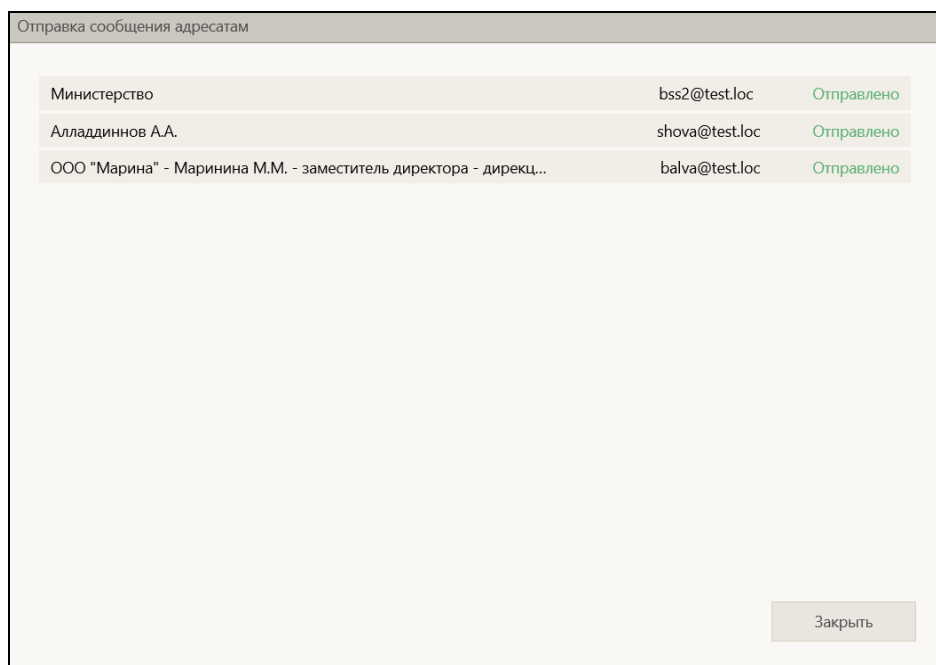 Отправка сообщения адресатам
Министерство bss2@test.loc Отправлено
Алладдиннов А.А. shova@test.loc Отправлено
ООО "Марина" - Маринина М.М. - заместитель директора - дирекц... balva@test.loc Отправлено
Закрыть